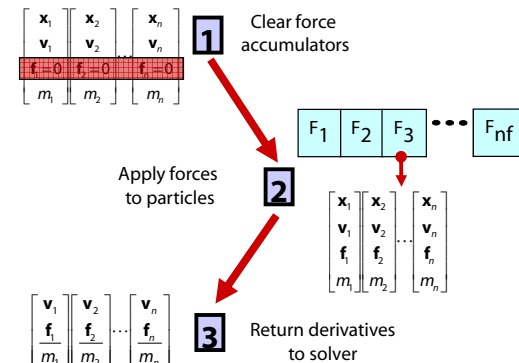 x₁ x₂ xₙ
v₁ v₂ ... vₙ
f₁=0 f₂=0 fₙ=0
m₁ m₂ mₙ
1
Clear force
accumulators
F₁ F₂ F₃ ••• Fnf
Apply forces
to particles
2
x₁ x₂ xₙ
v₁ v₂ vₙ
f₁ f₂ ... fₙ
m₁ m₂ mₙ
v₁ v₂ vₙ
f₁ f₂ ... fₙ
m₁ m₂ mₙ
3
Return derivatives
to solver